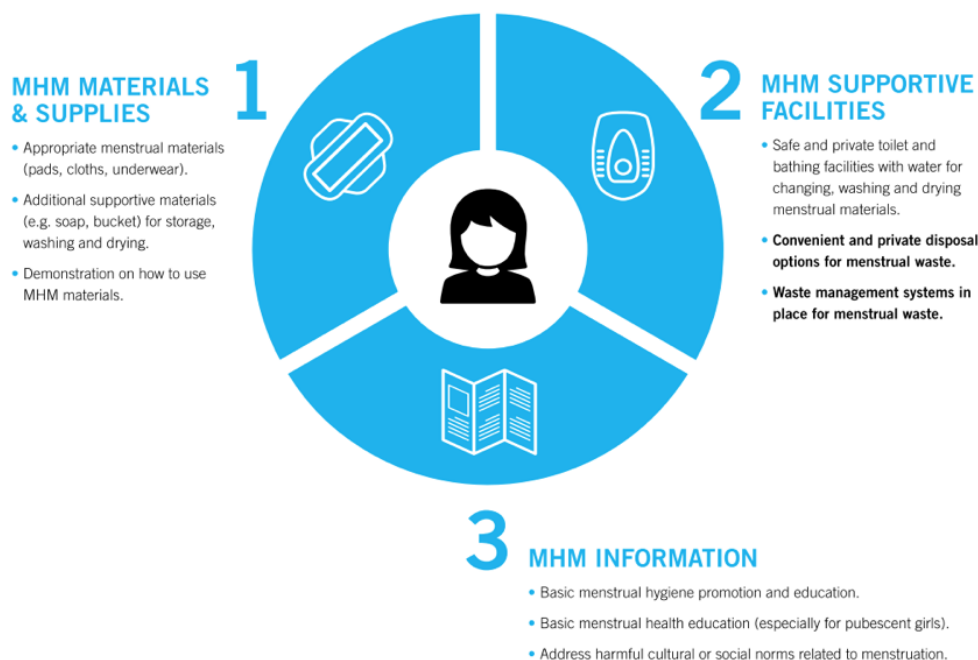 1
MHM MATERIALS
& SUPPLIES
• Appropriate menstrual materials
(pads, cloths, underwear).
• Additional supportive materials
(e.g. soap, bucket) for storage,
washing and drying.
• Demonstration on how to use
MHM materials.
2
MHM SUPPORTIVE
FACILITIES
• Safe and private toilet and
bathing facilities with water for
changing, washing and drying
menstrual materials.
• Convenient and private disposal
options for menstrual waste.
• Waste management systems in
place for menstrual waste.
3
MHM INFORMATION
• Basic menstrual hygiene promotion and education.
• Basic menstrual health education (especially for pubescent girls).
• Address harmful cultural or social norms related to menstruation.